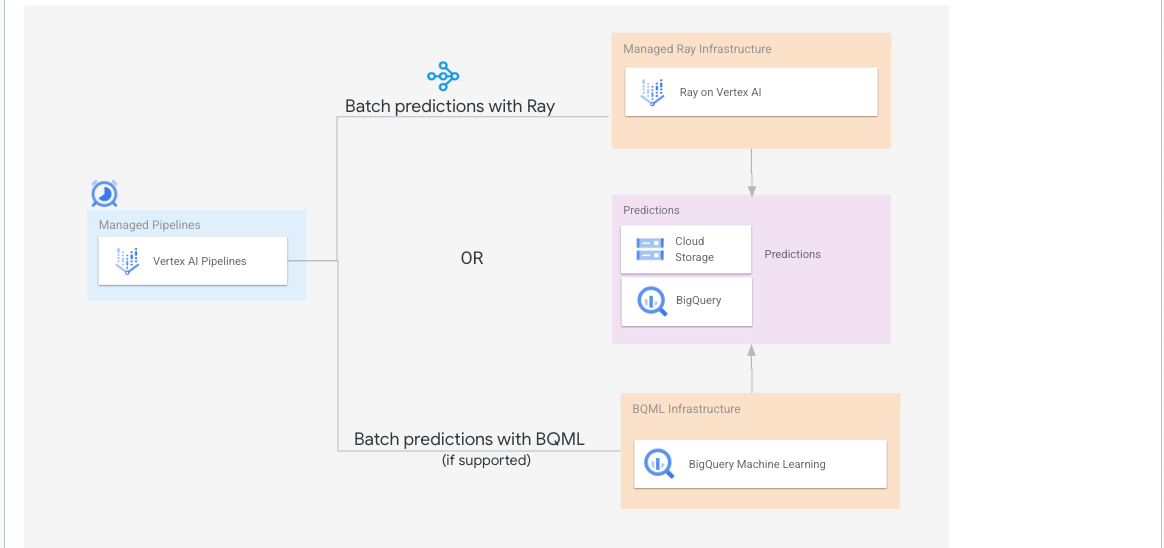 Managed Ray Infrastructure
Ray on Vertex AI
Batch predictions with Ray
Managed Pipelines
Vertex AI Pipelines
OR
Predictions
Cloud
Storage
Predictions
BigQuery
BQML Infrastructure
BigQuery Machine Learning
Batch predictions with BQML
(if supported)